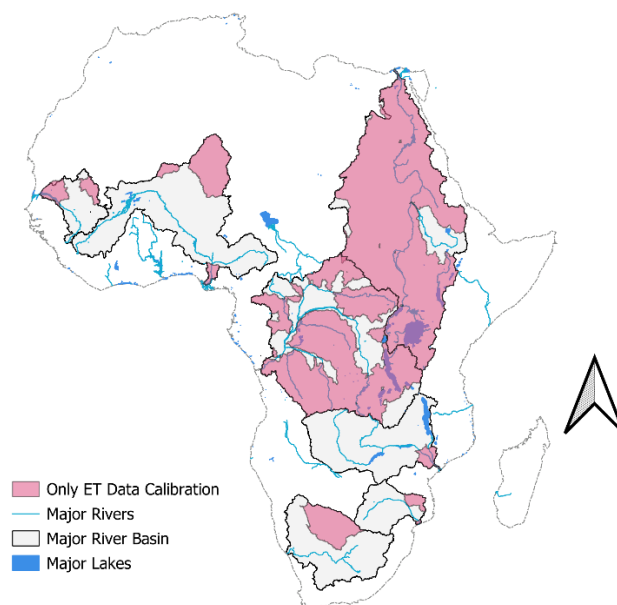 Only ET Data Calibration
Major Rivers
Major River Basin
Major Lakes